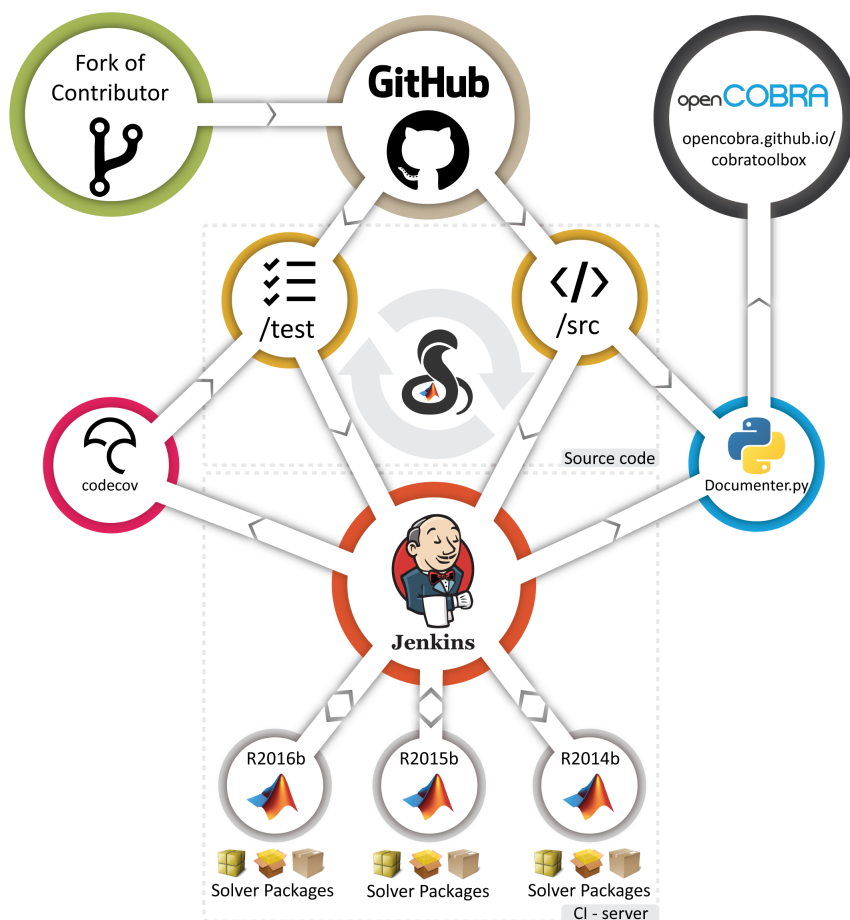 Fork of
Contributor
GitHub
openCOBRA
opencobra.github.io/
cobratoolbox
/test
</>
/src
codecov
Source code
Documenter.py
Jenkins
R2016b
R2015b
R2014b
Solver Packages
Solver Packages
Solver Packages
CI - server